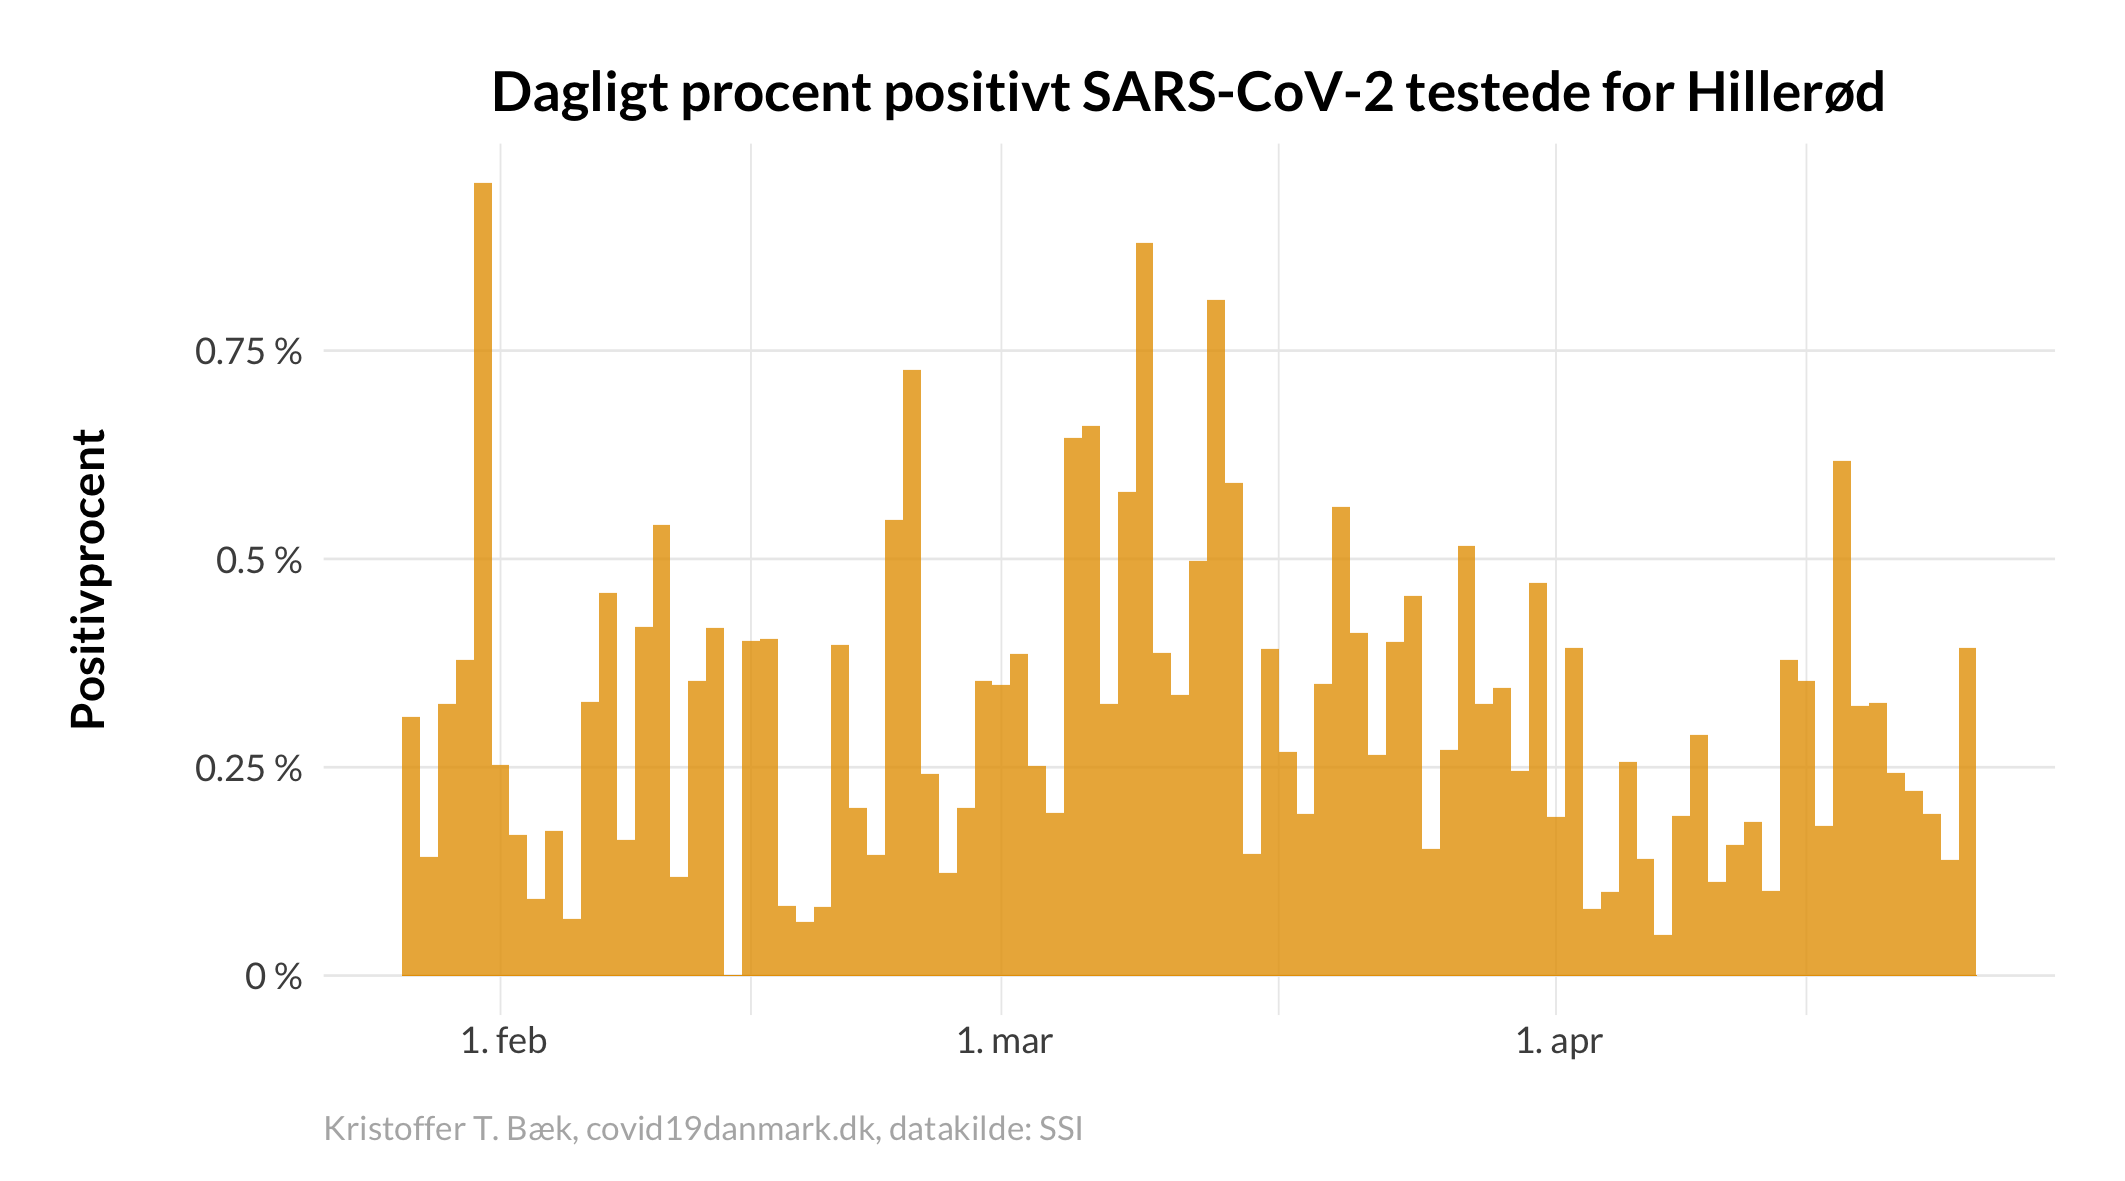 Dagligt procent positivt SARS-CoV-2 testede for Hillerød
Positivprocent
0.75 %
0.5 %
0.25 %
0 %
1. feb
1. mar
1. apr
Kristoffer T. Bæk, covid19danmark.dk, datakilde: SSI